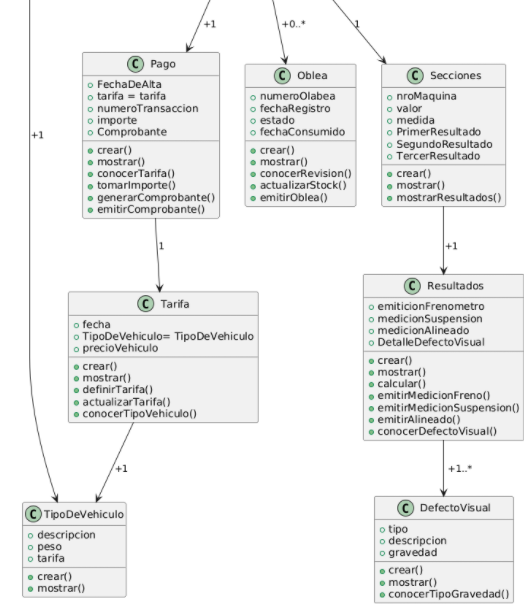 +1
+0..*
1
C Pago
FechaDeAlta
tarifa = tarifa
numeroTransaccion
importe
Comprobante
crear()
mostrar()
conocerTarifa()
tomarImporte()
generarComprobante()
emitirComprobante()
C Oblea
numeroOlabea
fechaRegistro
estado
fechaConsumido
crear()
mostrar()
conocerRevision()
actualizarStock()
emitirOblea()
C Secciones
nroMaquina
valor
medida
PrimerResultado
SegundoResultado
TercerResultado
crear()
mostrar()
mostrarResultados()
+1
1
+1
C Tarifa
fecha
TipoDeVehiculo= TipoDeVehiculo
precioVehiculo
crear()
mostrar()
definirTarifa()
actualizarTarifa()
conocerTipoVehiculo()
C Resultados
emiticionFrenometro
medicionSuspension
medicionAlineado
DetalleDefectoVisual
crear()
mostrar()
calcular()
emitirMedicionFreno()
emitirMedicionSuspension()
emitirAlineado()
conocerDefectoVisual()
+1
+1..*
C TipoDeVehiculo
descripcion
peso
tarifa
crear()
mostrar()
C DefectoVisual
tipo
descripcion
gravedad
crear()
mostrar()
conocerTipoGravedad()